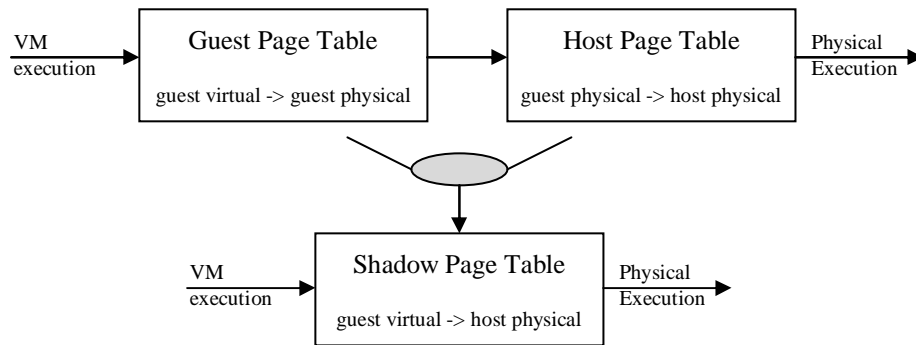 VM
execution
Guest Page Table
guest virtual -> guest physical
Host Page Table
guest physical -> host physical
Physical
Execution
VM
execution
Shadow Page Table
guest virtual -> host physical
Physical
Execution